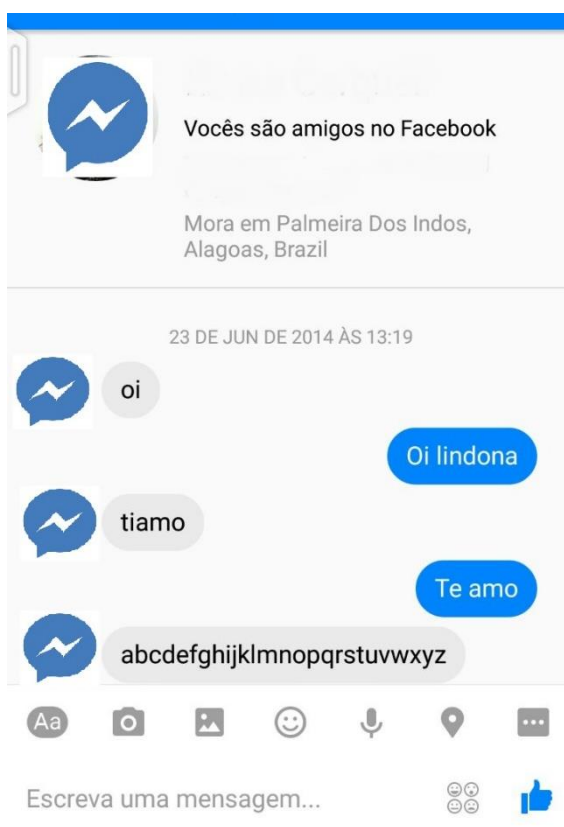 Vocês são amigos no Facebook
Mora em Palmeira Dos Indos,
Alagoas, Brazil
23 DE JUN DE 2014 ÀS 13:19
oi
Oi lindona
tiamo
Te amo
abcdefghijklmnopqrstuvwxyz
Aa
Escreva uma mensagem...